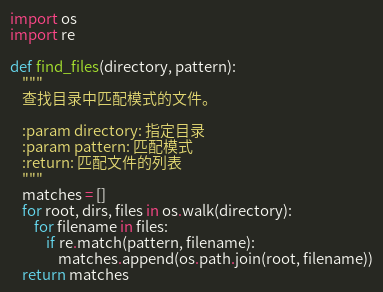 import os
import re

def find_files(directory, pattern):
    """
    查找目录中匹配模式的文件。

    :param directory: 指定目录
    :param pattern: 匹配模式
    :return: 匹配文件的列表
    """
    matches = []
    for root, dirs, files in os.walk(directory):
        for filename in files:
            if re.match(pattern, filename):
                matches.append(os.path.join(root, filename))
    return matches